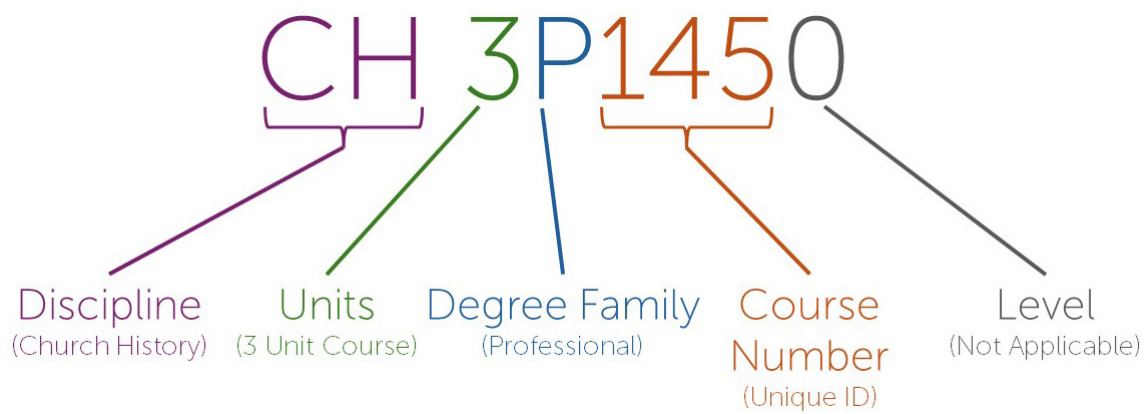 CH 3P1450
Discipline
(Church History)
Units
(3 Unit Course)
Degree Family
(Professional)
Course
Number
(Unique ID)
Level
(Not Applicable)